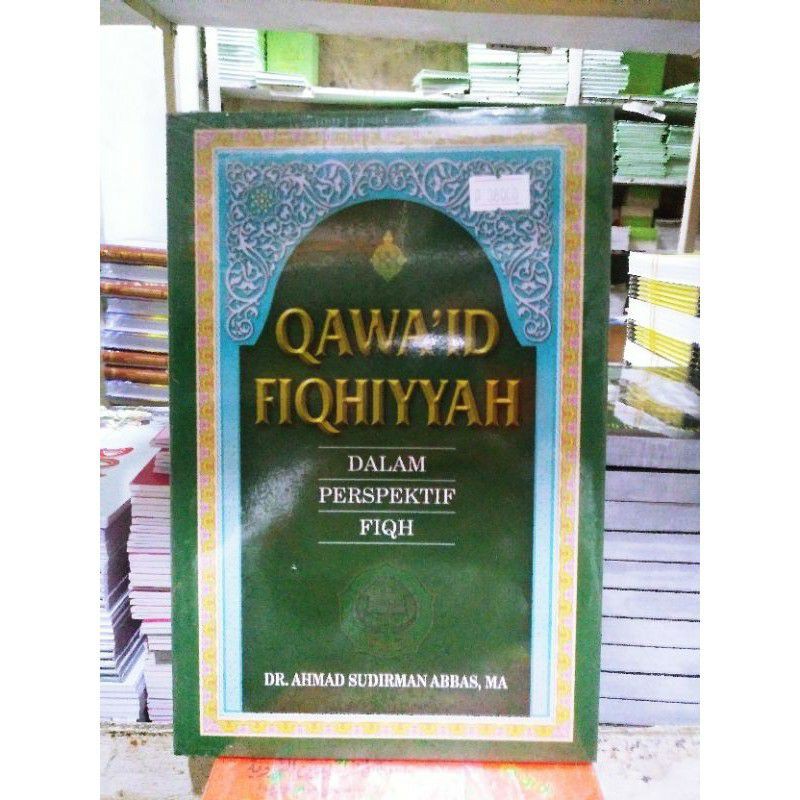 QAWA'ID
FIQHIYYAH
DALAM
PERSPEKTIF
FIQH
DR. AHMAD SUDIRMAN ABBAS, MA